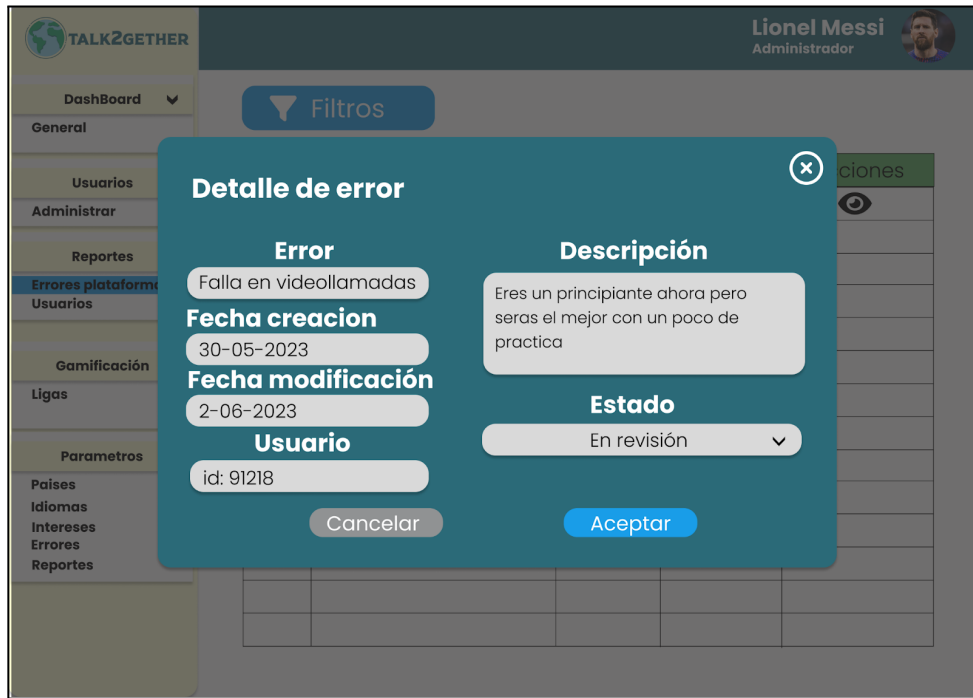 TALK2GETHER
Lionel Messi
Administrador
DashBoard
General
Usuarios
Administrar
Reportes
Errores plataforma
Usuarios
Gamificación
Ligas
Parametros
Paises
Idiomas
Intereses
Errores
Reportes
Filtros
ciones
Detalle de error
Error
Falla en videollamadas
Fecha creacion
30-05-2023
Fecha modificación
2-06-2023
Usuario
id: 91218
Descripción
Eres un principiante ahora pero
seras el mejor con un poco de
practica
Estado
En revisión
Cancelar
Aceptar